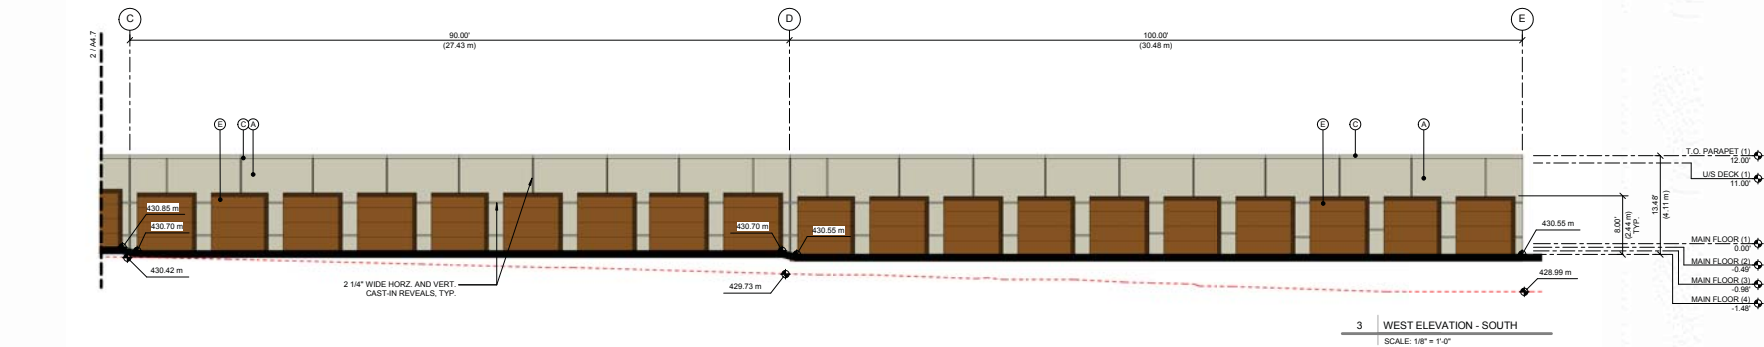 C
D
E
90.00'
(27.43 m)
100.00'
(30.48 m)
2 / A4.7
E
C
A
E
C
A
T.O. PARAPET (1)
12.00'
U/S DECK (1)
11.00'
13.48'
(4.11 m)
8.00'
(2.44 m)
TYP.
430.85 m
430.70 m
430.70 m
430.55 m
430.55 m
MAIN FLOOR (1)
0.00'
MAIN FLOOR (2)
-0.49'
MAIN FLOOR (3)
-0.98'
MAIN FLOOR (4)
-1.48'
430.42 m
2 1/4" WIDE HORZ. AND VERT.
CAST-IN REVEALS, TYP.
429.73 m
428.99 m
3 WEST ELEVATION - SOUTH
SCALE: 1/8" = 1'-0"